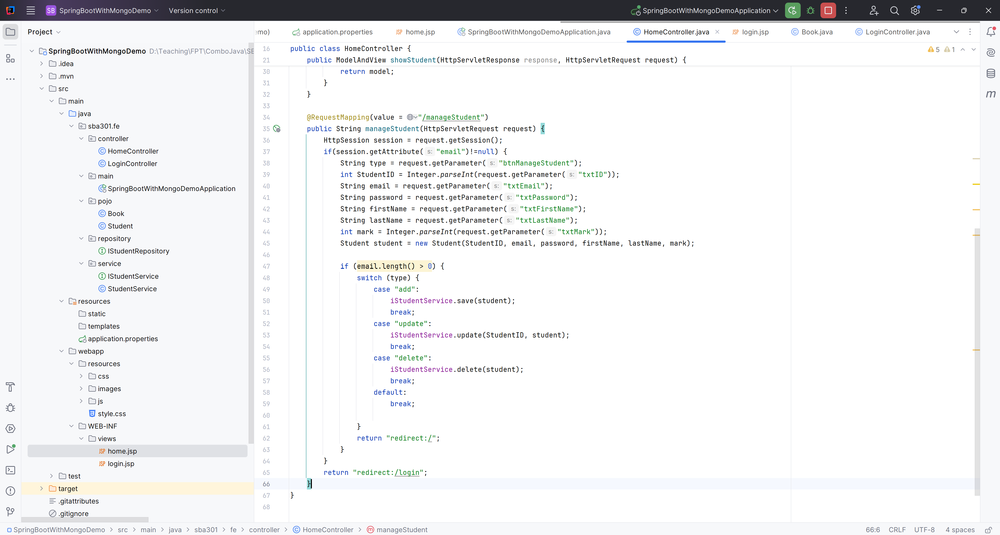 SB SpringBootWithMongoDemo Version control SpringBootWithMongoDemoApplication
Project
emo) application.properties JSP home.jsp SpringBootWithMongoDemoApplication.java HomeController.java JSP login.jsp Book.java LoginController.java
SpringBootWithMongoDemo D:\Teaching\FPT\ComboJava\SE
.idea
.mvn
src
main
java
sba301.fe
controller
HomeController
LoginController
main
SpringBootWithMongoDemoApplication
pojo
Book
Student
repository
IStudentRepository
service
IStudentService
StudentService
resources
static
templates
application.properties
webapp
resources
css
images
js
style.css
WEB-INF
views
JSP home.jsp
JSP login.jsp
test
target
.gitattributes
.gitignore
5 1
16 public class HomeController {
21 public ModelAndView showStudent(HttpServletResponse response, HttpServletRequest request) {
30 return model;
31 }
32 }
33
34 @RequestMapping(value = "/manageStudent")
35 public String manageStudent(HttpServletRequest request) {
36 HttpSession session = request.getSession();
37 if(session.getAttribute( s: "email")!=null) {
38 String type = request.getParameter( s: "btnManageStudent");
39 int StudentID = Integer.parseInt(request.getParameter( s: "txtID"));
40 String email = request.getParameter( s: "txtEmail");
41 String password = request.getParameter( s: "txtPassword");
42 String firstName = request.getParameter( s: "txtFirstName");
43 String lastName = request.getParameter( s: "txtLastName");
44 int mark = Integer.parseInt(request.getParameter( s: "txtMark"));
45 Student student = new Student(StudentID, email, password, firstName, lastName, mark);
46
47 if (email.length() > 0) {
48 switch (type) {
49 case "add":
50 iStudentService.save(student);
51 break;
52 case "update":
53 iStudentService.update(StudentID, student);
54 break;
55 case "delete":
56 iStudentService.delete(student);
57 break;
58 default:
59 break;
60
61 }
62 return "redirect:/";
63 }
64 }
65 return "redirect:/login";
66 }
67 }
68
m
SpringBootWithMongoDemo > src > main > java > sba301 > fe > controller > HomeController > manageStudent 66:6 CRLF UTF-8 4 spaces